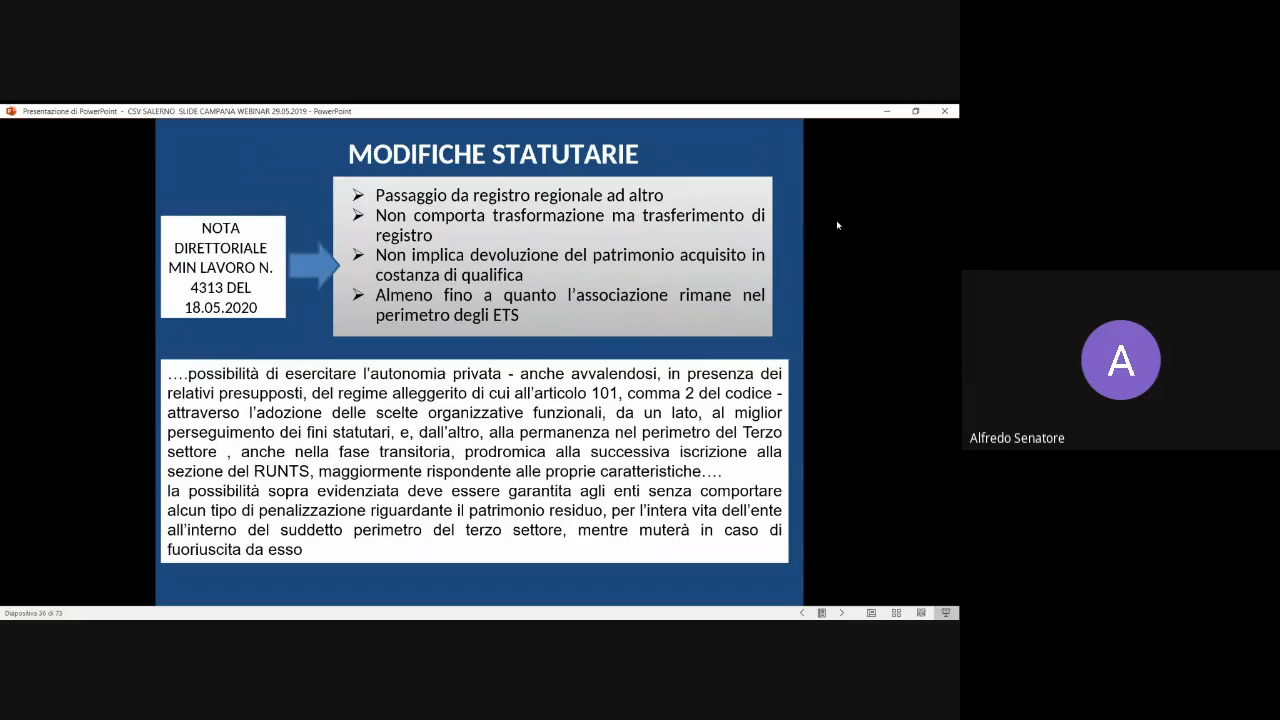 Presentazione di PowerPoint - CSV SALERNO SLIDE CAMPANA WEBINAR 29.05.2019 - PowerPoint
MODIFICHE STATUTARIE
NOTA
DIRETTORIALE
MIN LAVORO N.
4313 DEL
18.05.2020
➢ Passaggio da registro regionale ad altro
➢ Non comporta trasformazione ma trasferimento di
registro
➢ Non implica devoluzione del patrimonio acquisito in
costanza di qualifica
➢ Almeno fino a quanto l’associazione rimane nel
perimetro degli ETS
….possibilità di esercitare l’autonomia privata - anche avvalendosi, in presenza dei
relativi presupposti, del regime alleggerito di cui all’articolo 101, comma 2 del codice -
attraverso l’adozione delle scelte organizzative funzionali, da un lato, al miglior
perseguimento dei fini statutari, e, dall’altro, alla permanenza nel perimetro del Terzo
settore , anche nella fase transitoria, prodromica alla successiva iscrizione alla
sezione del RUNTS, maggiormente rispondente alle proprie caratteristiche….
la possibilità sopra evidenziata deve essere garantita agli enti senza comportare
alcun tipo di penalizzazione riguardante il patrimonio residuo, per l’intera vita dell’ente
all’interno del suddetto perimetro del terzo settore, mentre muterà in caso di
fuoriuscita da esso
Diapositiva 36 di 73
A
Alfredo Senatore